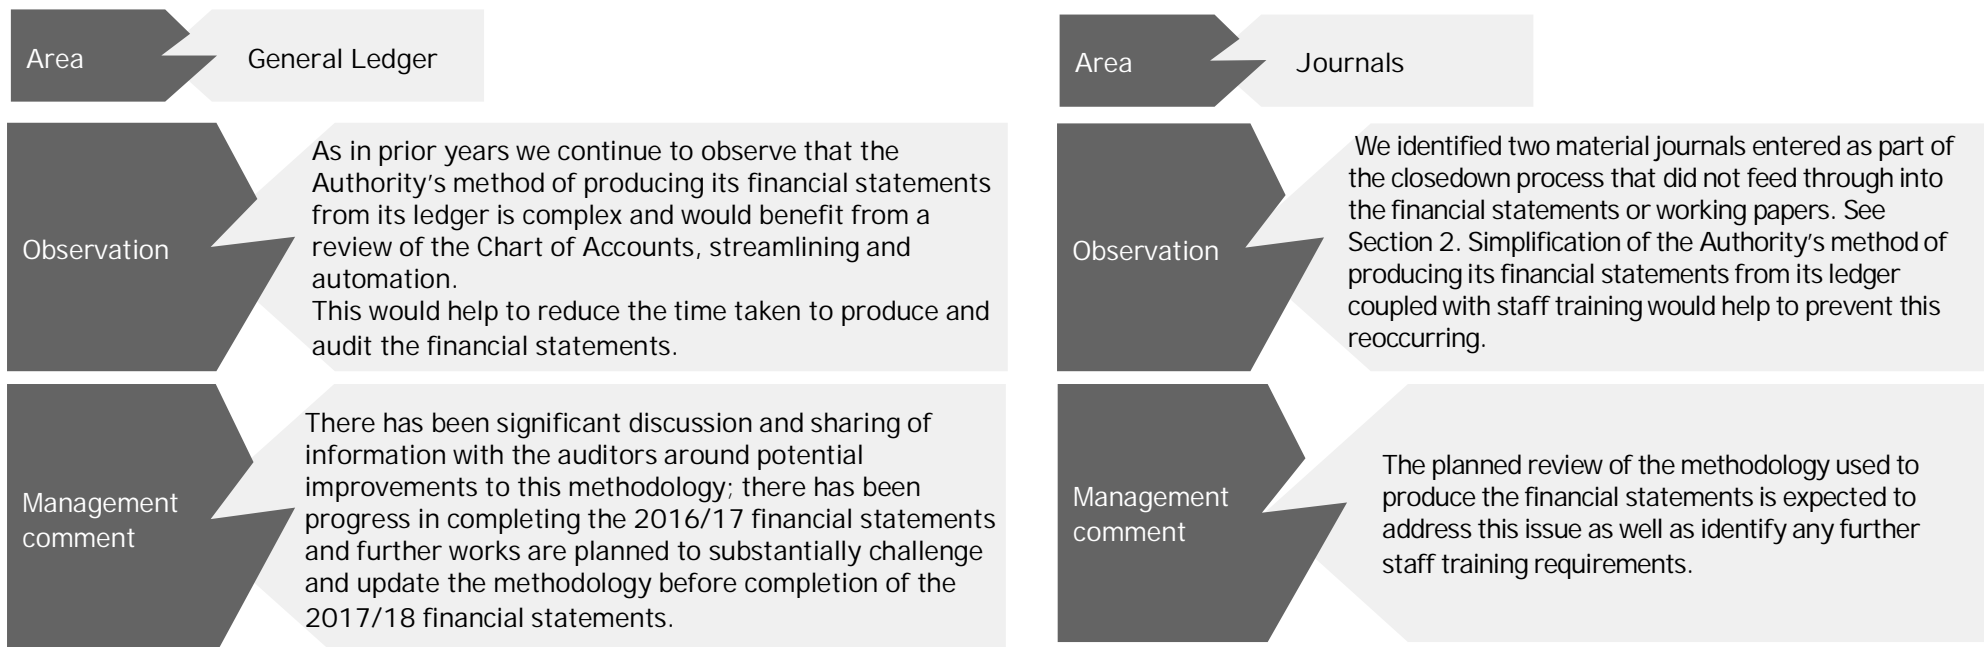 Area
General Ledger
Observation
As in prior years we continue to observe that the
Authority's method of producing its financial statements
from its ledger is complex and would benefit from a
review of the Chart of Accounts, streamlining and
automation.
This would help to reduce the time taken to produce and
audit the financial statements.
Management
comment
There has been significant discussion and sharing of
information with the auditors around potential
improvements to this methodology; there has been
progress in completing the 2016/17 financial statements
and further works are planned to substantially challenge
and update the methodology before completion of the
2017/18 financial statements.
Area
Journals
Observation
We identified two material journals entered as part of
the closedown process that did not feed through into
the financial statements or working papers. See
Section 2. Simplification of the Authority's method of
producing its financial statements from its ledger
coupled with staff training would help to prevent this
reoccurring.
Management
comment
The planned review of the methodology used to
produce the financial statements is expected to
address this issue as well as identify any further
staff training requirements.